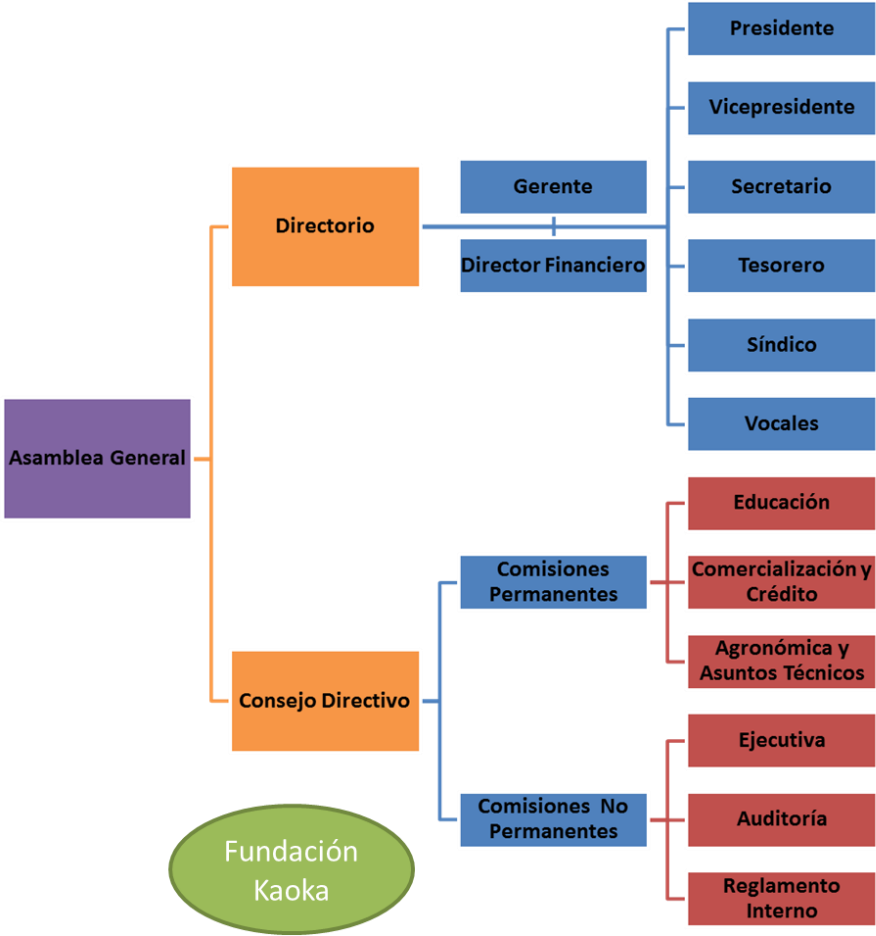 Presidente
Vicepresidente
Secretario
Gerente
Directorio
Director Financiero
Tesorero
Síndico
Vocales
Asamblea General
Educación
Comisiones
Permanentes
Comercialización y
Crédito
Agronómica y
Asuntos Técnicos
Consejo Directivo
Ejecutiva
Comisiones No
Permanentes
Auditoría
Reglamento
Interno
Fundación
Kaoka